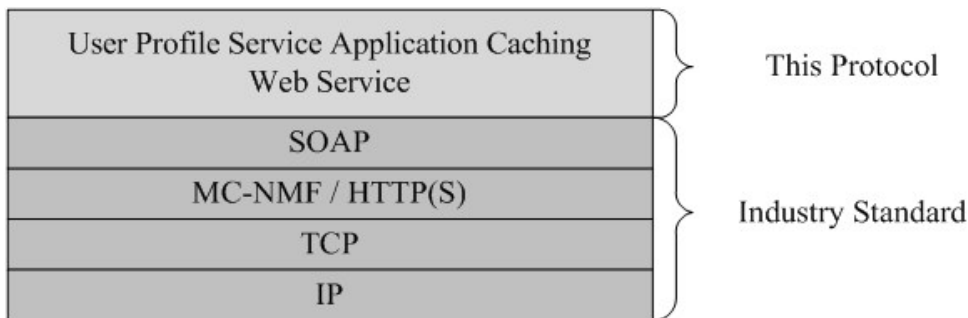 User Profile Service Application Caching
Web Service
This Protocol
SOAP
MC-NMF / HTTP(S)
TCP
IP
Industry Standard